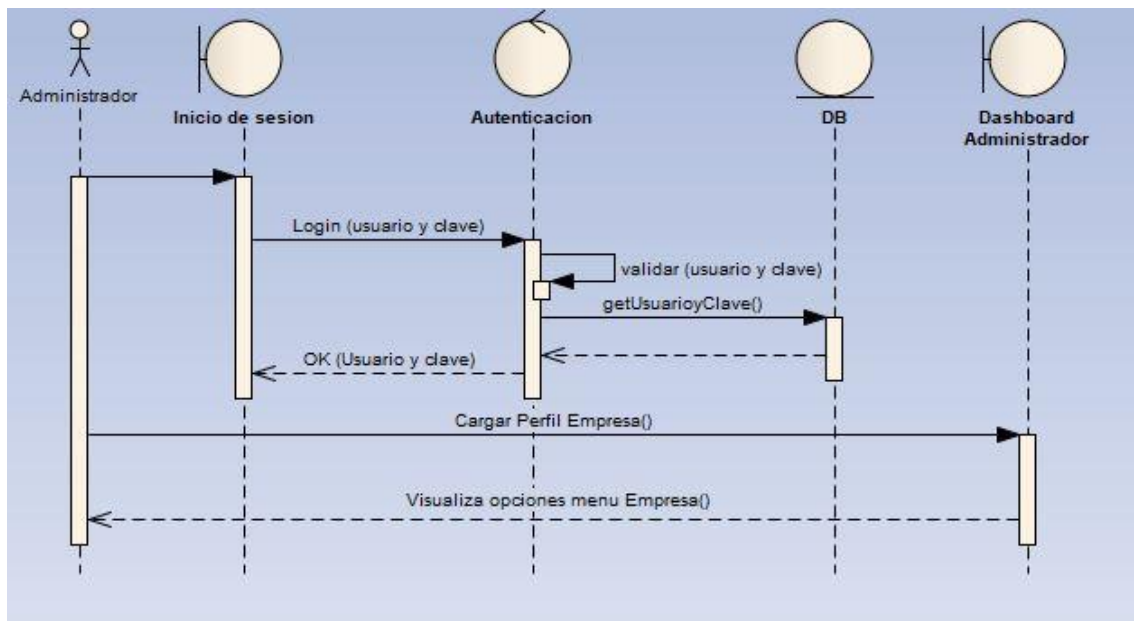 Administrador
Inicio de sesion
Autenticacion
DB
Dashboard
Administrador
Login (usuario y clave)
validar (usuario y clave)
getUsuarioyClave()
OK (Usuario y clave)
Cargar Perfil Empresa()
Visualiza opciones menu Empresa()